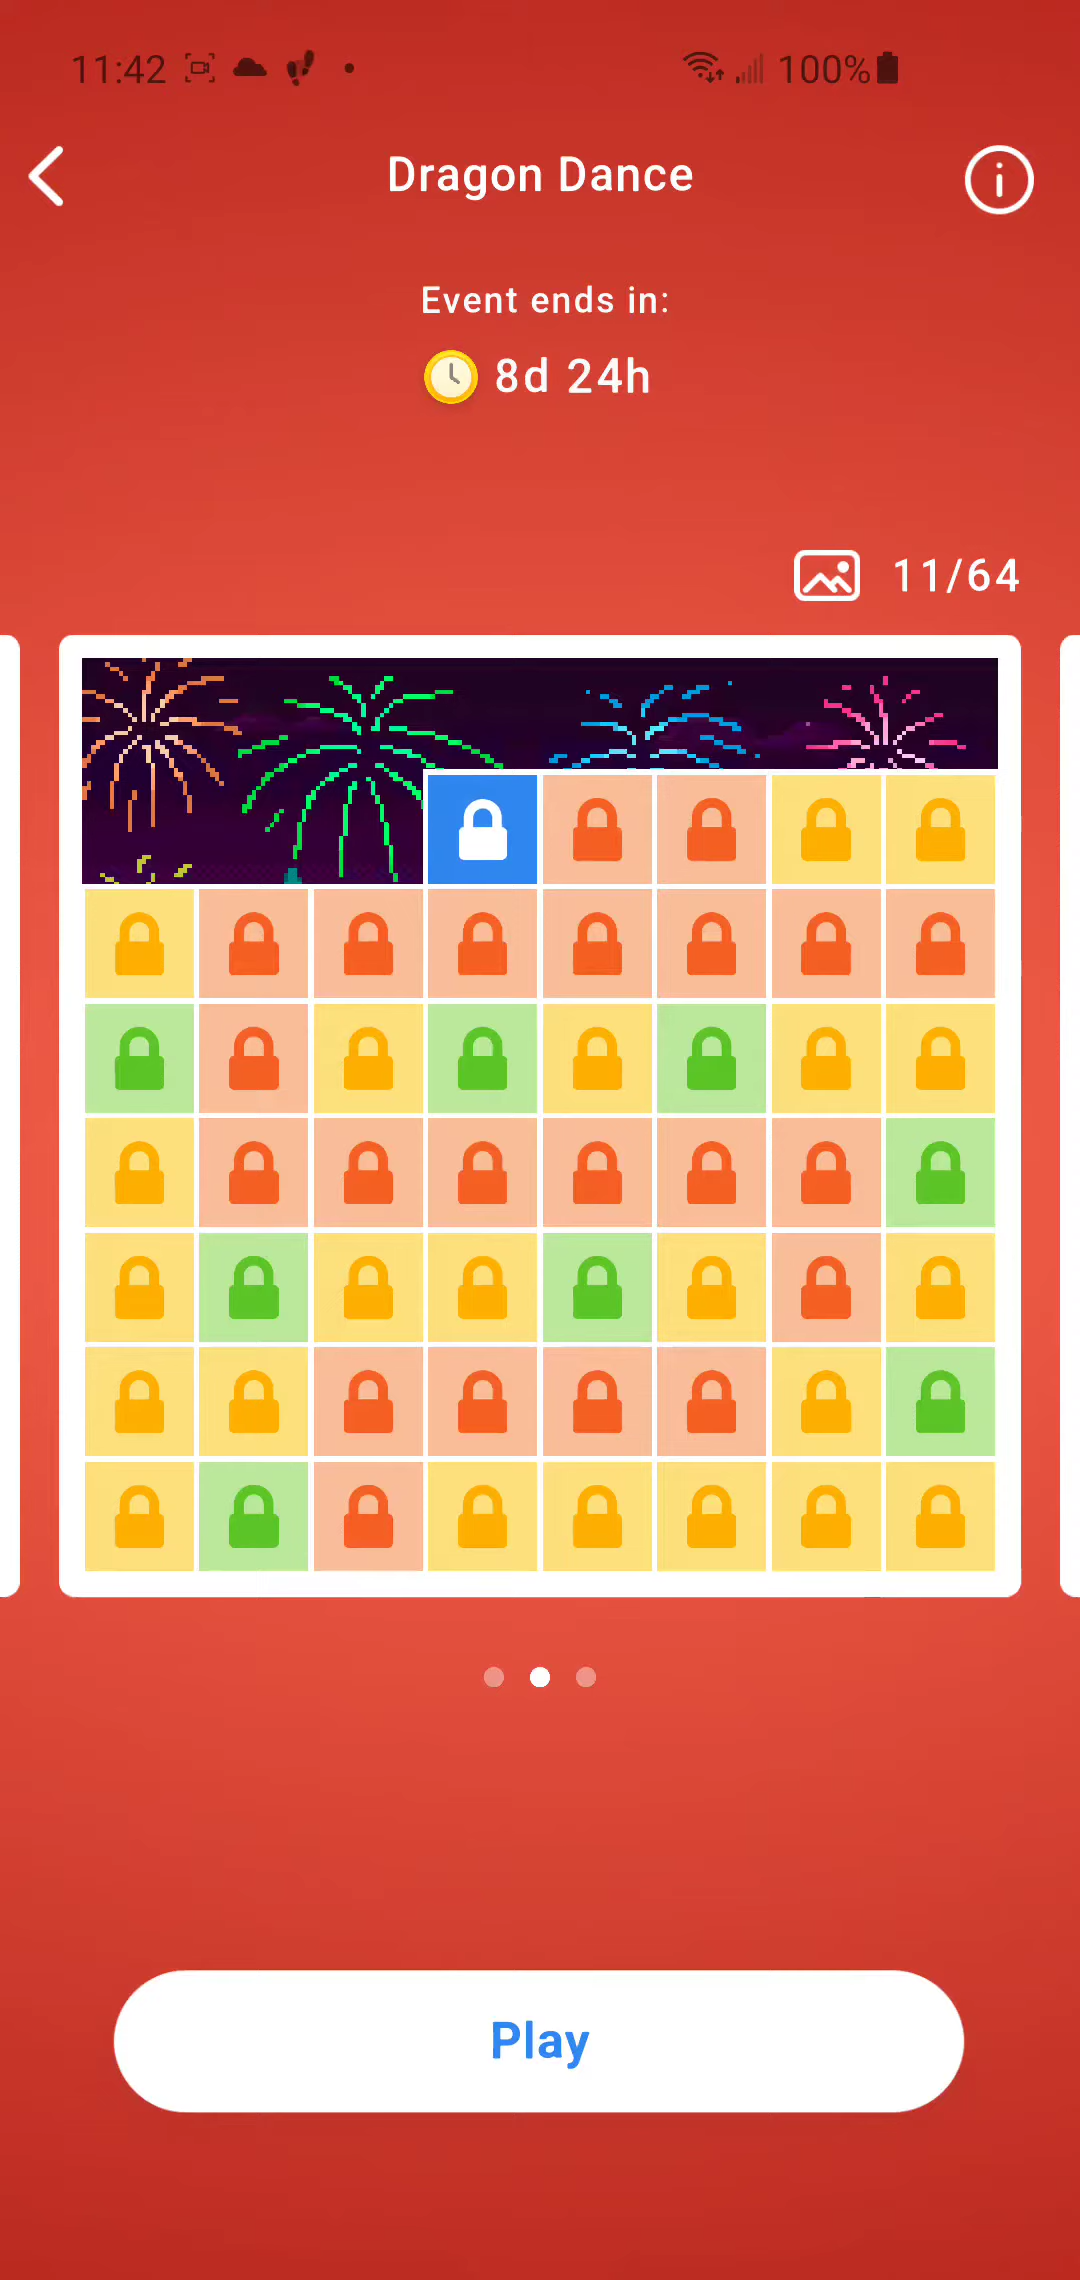 11:42
100%
Dragon Dance
Event ends in:
8d 24h
11/64
Play